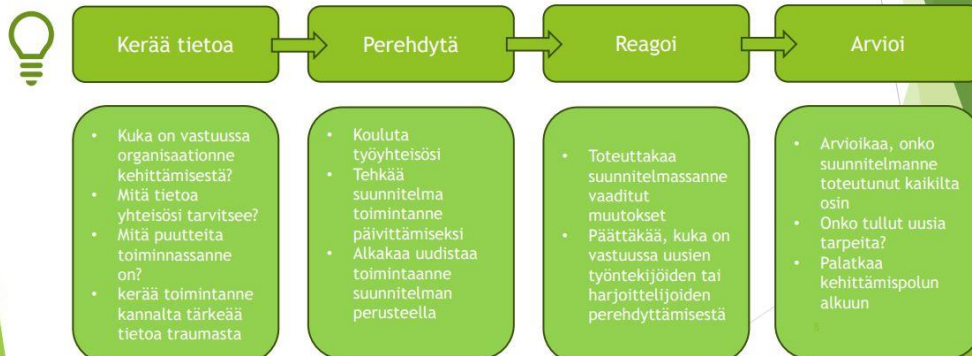 Kerää tietoa
Perehdytä
Reagoi
Arvioi
• Kuka on vastuussa
organisaationne
kehittämisestä?
• Mitä tietoa
yhteisösi tarvitsee?
• Mitä puutteita
toiminnassanne
on?
• kerää toimintanne
kannalta tärkeää
tietoa traumasta
• Kouluta
työyhteisösi
• Tehkää
suunnitelma
toimintanne
päivittämiseksi
• Alkakaa uudistaa
toimintaanne
suunnitelman
perusteella
• Toteuttakaa
suunnitelmassanne
vaaditut
muutokset
• Päättäkää, kuka on
vastuussa uusien
työntekijöiden tai
harjoittelijoiden
perehdyttämisestä
• Arvioikaa, onko
suunnitelmanne
toteutunut kaikilta
osin
• Onko tullut uusia
tarpeita?
• Palatkaa
kehittämispolun
alkuun